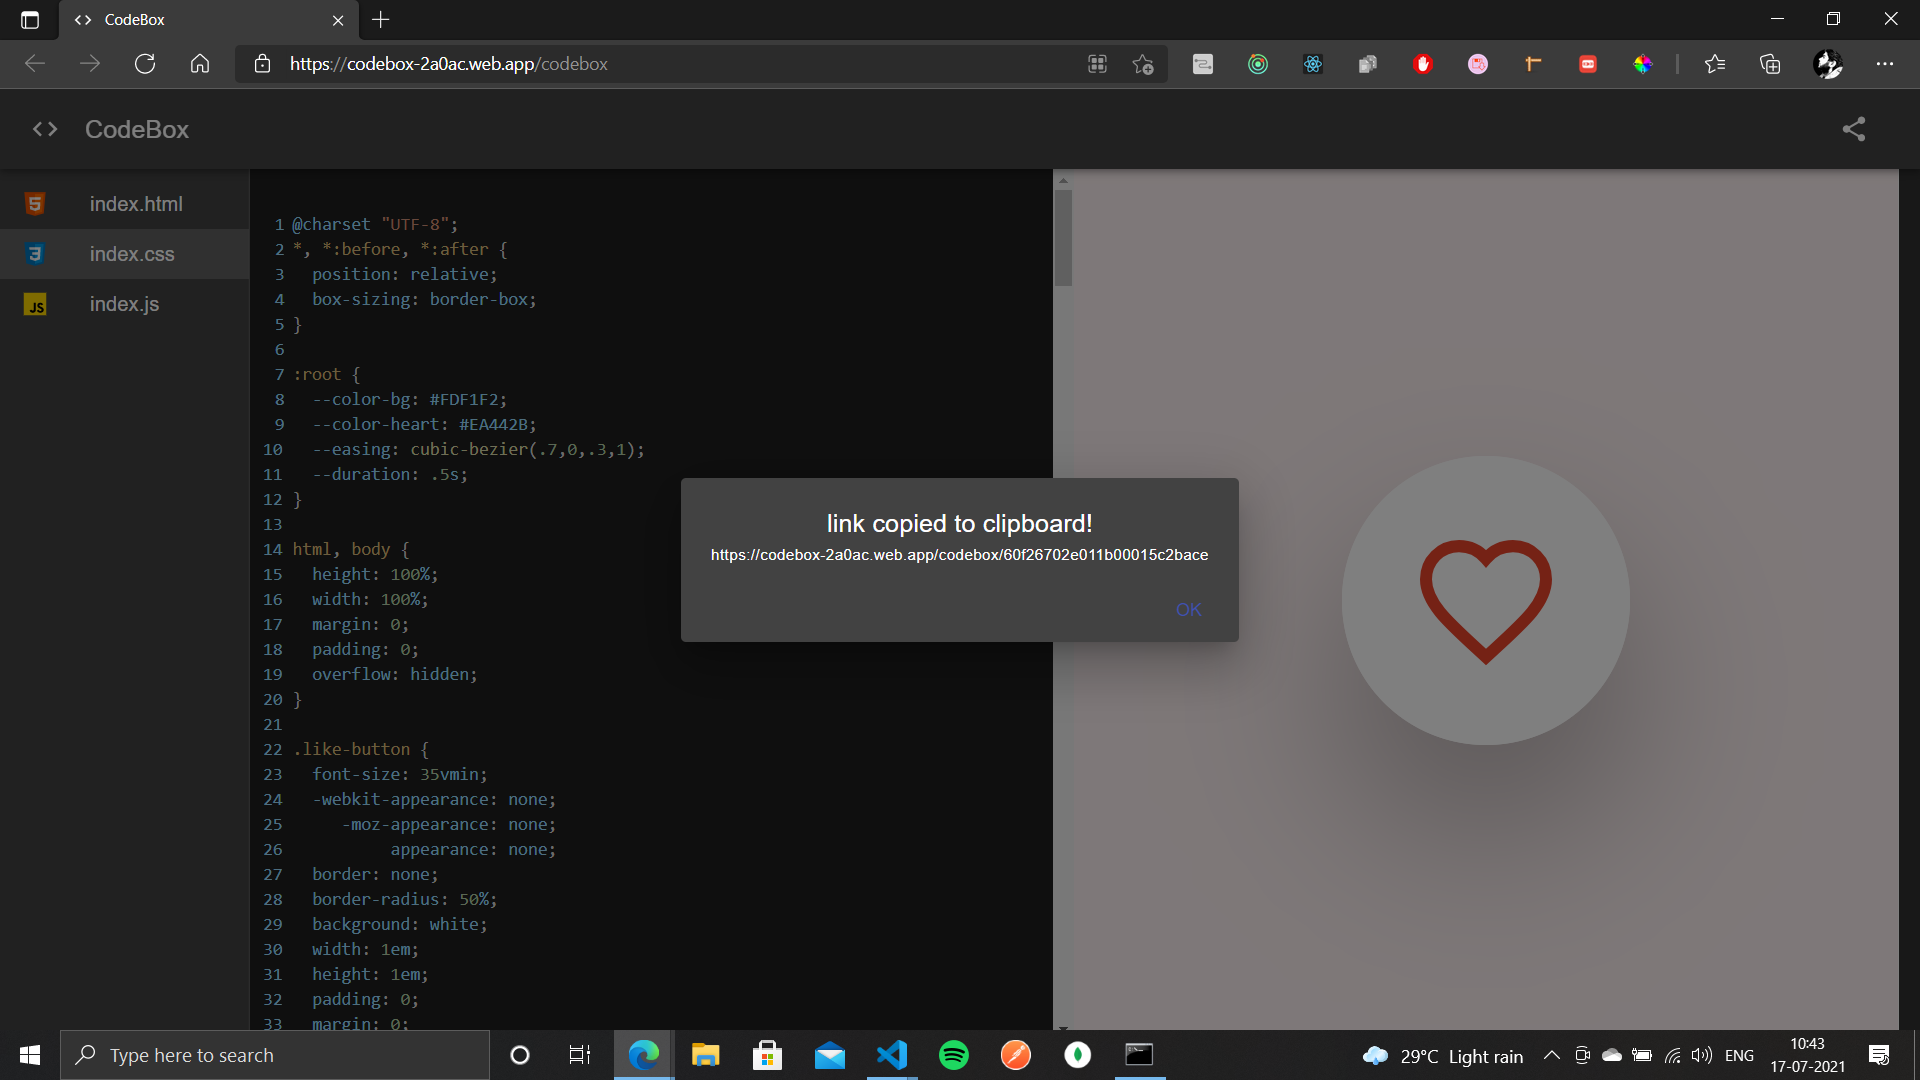 CodeBox
https://codebox-2a0ac.web.app/codebox
CodeBox
index.html
index.css
index.js
JS
1 @charset "UTF-8";
2 *, *:before, *:after {
3 position: relative;
4 box-sizing: border-box;
5 }
6
7 :root {
8 --color-bg: #FDF1F2;
9 --color-heart: #EA442B;
10 --easing: cubic-bezier(.7,0,.3,1);
11 --duration: .5s;
12 }
13
14 html, body {
15 height: 100%;
16 width: 100%;
17 margin: 0;
18 padding: 0;
19 overflow: hidden;
20 }
21
22 .like-button {
23 font-size: 35vmin;
24 -webkit-appearance: none;
25 -moz-appearance: none;
26 appearance: none;
27 border: none;
28 border-radius: 50%;
29 background: white;
30 width: 1em;
31 height: 1em;
32 padding: 0;
33 margin: 0;
link copied to clipboard!
https://codebox-2a0ac.web.app/codebox/60f26702e011b00015c2bace
OK
Type here to search
29°C Light rain
ENG
10:43
17-07-2021